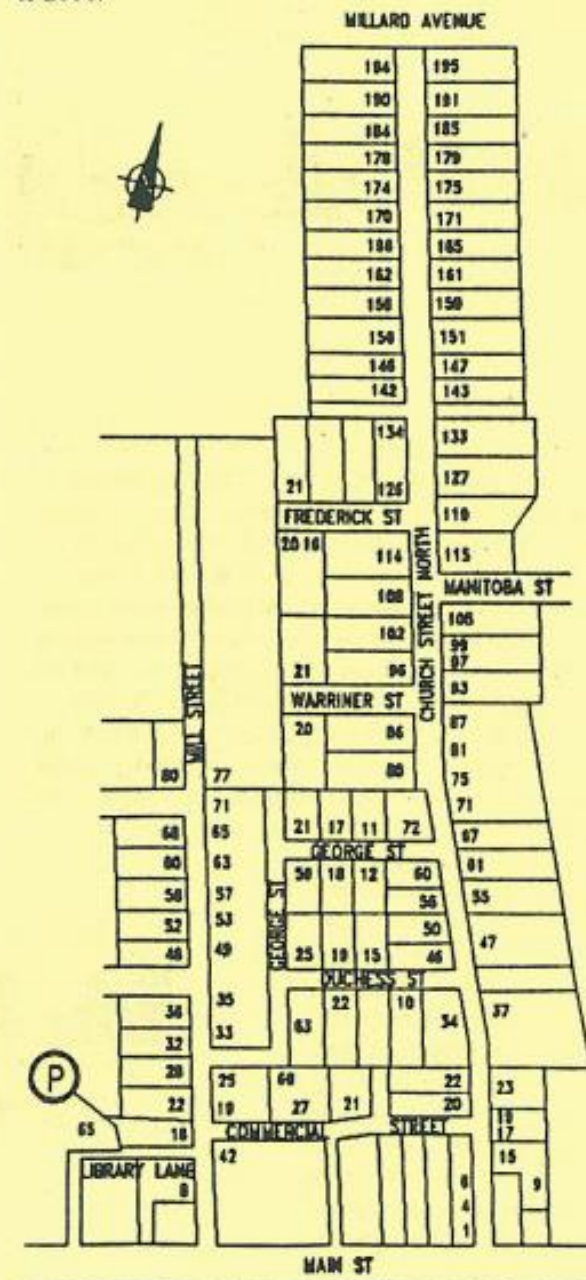 MILLARD AVENUE
194 195
190 191
184 185
178 179
174 175
170 171
166 165
162 161
158 159
150 151
146 147
142 143
134 133
21 126 127
FREDERICK ST
119
20 16 114 115
CHURCH STREET NORTH
MANITOBA ST
108
106
102
99
97
21 96
93
WARRINER ST
MILL STREET
20 86 87
81
80 77 80 75
71 71
68 65 21 17 11 72 67
GEORGE ST
60 63 50 18 12 60 61
58 57 56 55
GEORGE ST
52 53 50
48 49 25 19 15 46 47
DUCHESS ST
36 35 22 10 37
32 33 63 34
P
28 25 60 22 23
22 19 27 21 20 19
65 18 COMMERCIAL STREET 17
42 15
LIBRARY LANE
8 6 9
4
1
MAIN ST